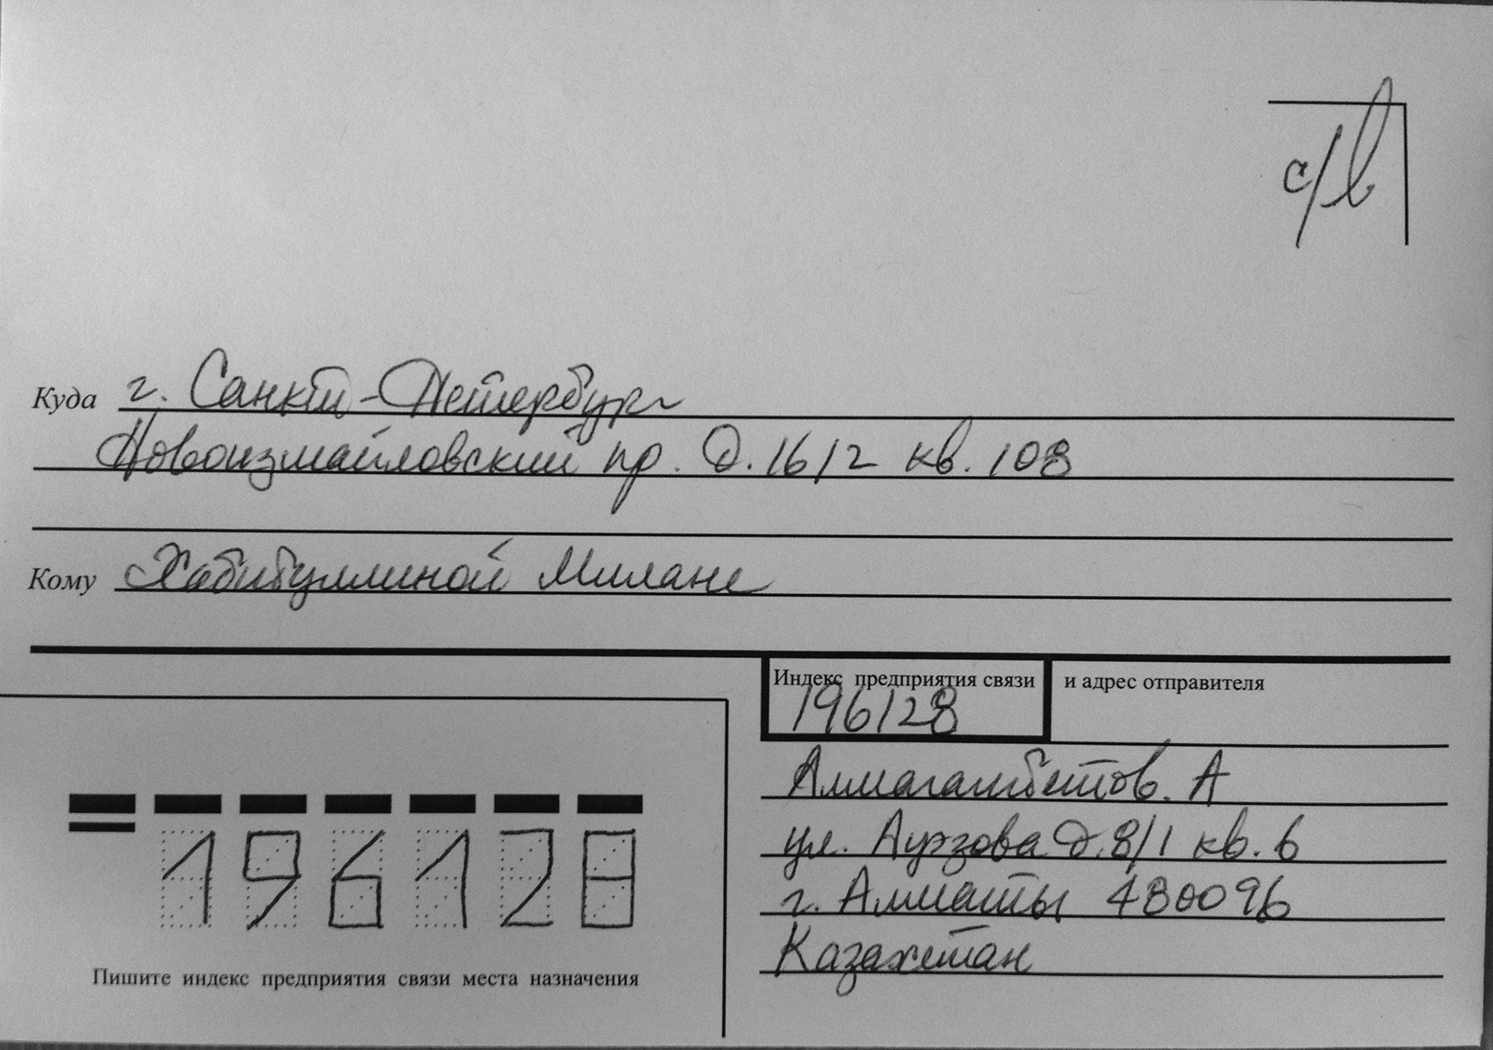 с/в
Куда г. Санкт-Петербург
Новоизмайловский пр. д. 16/2 кв. 108
Кому Хабибуллиной Милане
Индекс предприятия связи и адрес отправителя
196128
Алмагамбетов. А
ул. Ауэзова д. 8/1 кв. 6
г. Алматы 480096
Казахстан
196128
Пишите индекс предприятия связи места назначения